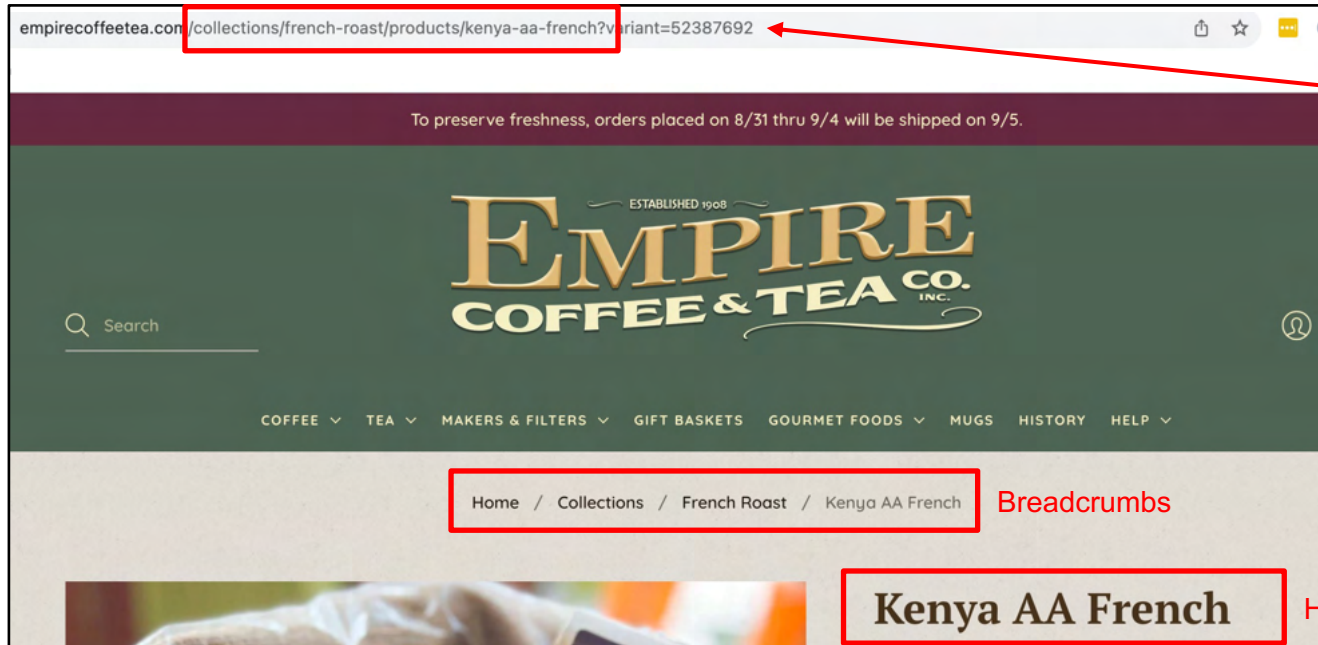 empirecoffeetea.com/collections/french-roast/products/kenya-aa-french?variant=52387692
To preserve freshness, orders placed on 8/31 thru 9/4 will be shipped on 9/5.
ESTABLISHED 1908
EMPIRE
COFFEE & TEA CO.
INC.
Search
COFFEE TEA MAKERS & FILTERS GIFT BASKETS GOURMET FOODS MUGS HISTORY HELP
Home / Collections / French Roast / Kenya AA French Breadcrumbs
Kenya AA French H